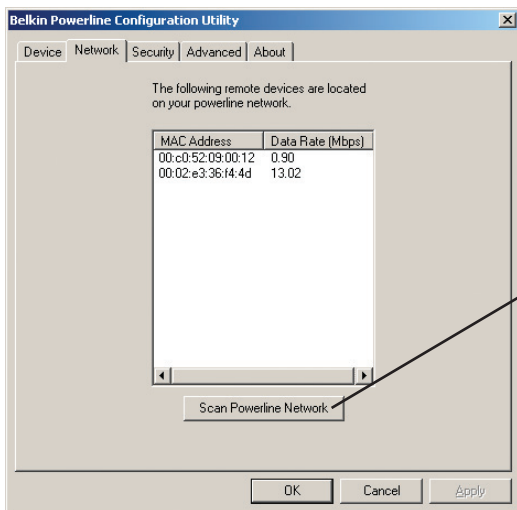 Belkin Powerline Configuration Utility
Device Network Security Advanced About
The following remote devices are located
on your powerline network.
MAC Address Data Rate (Mbps)
00:c0:52:09:00:12 0.90
00:02:e3:36:f4:4d 13.02
Scan Powerline Network
OK Cancel Apply